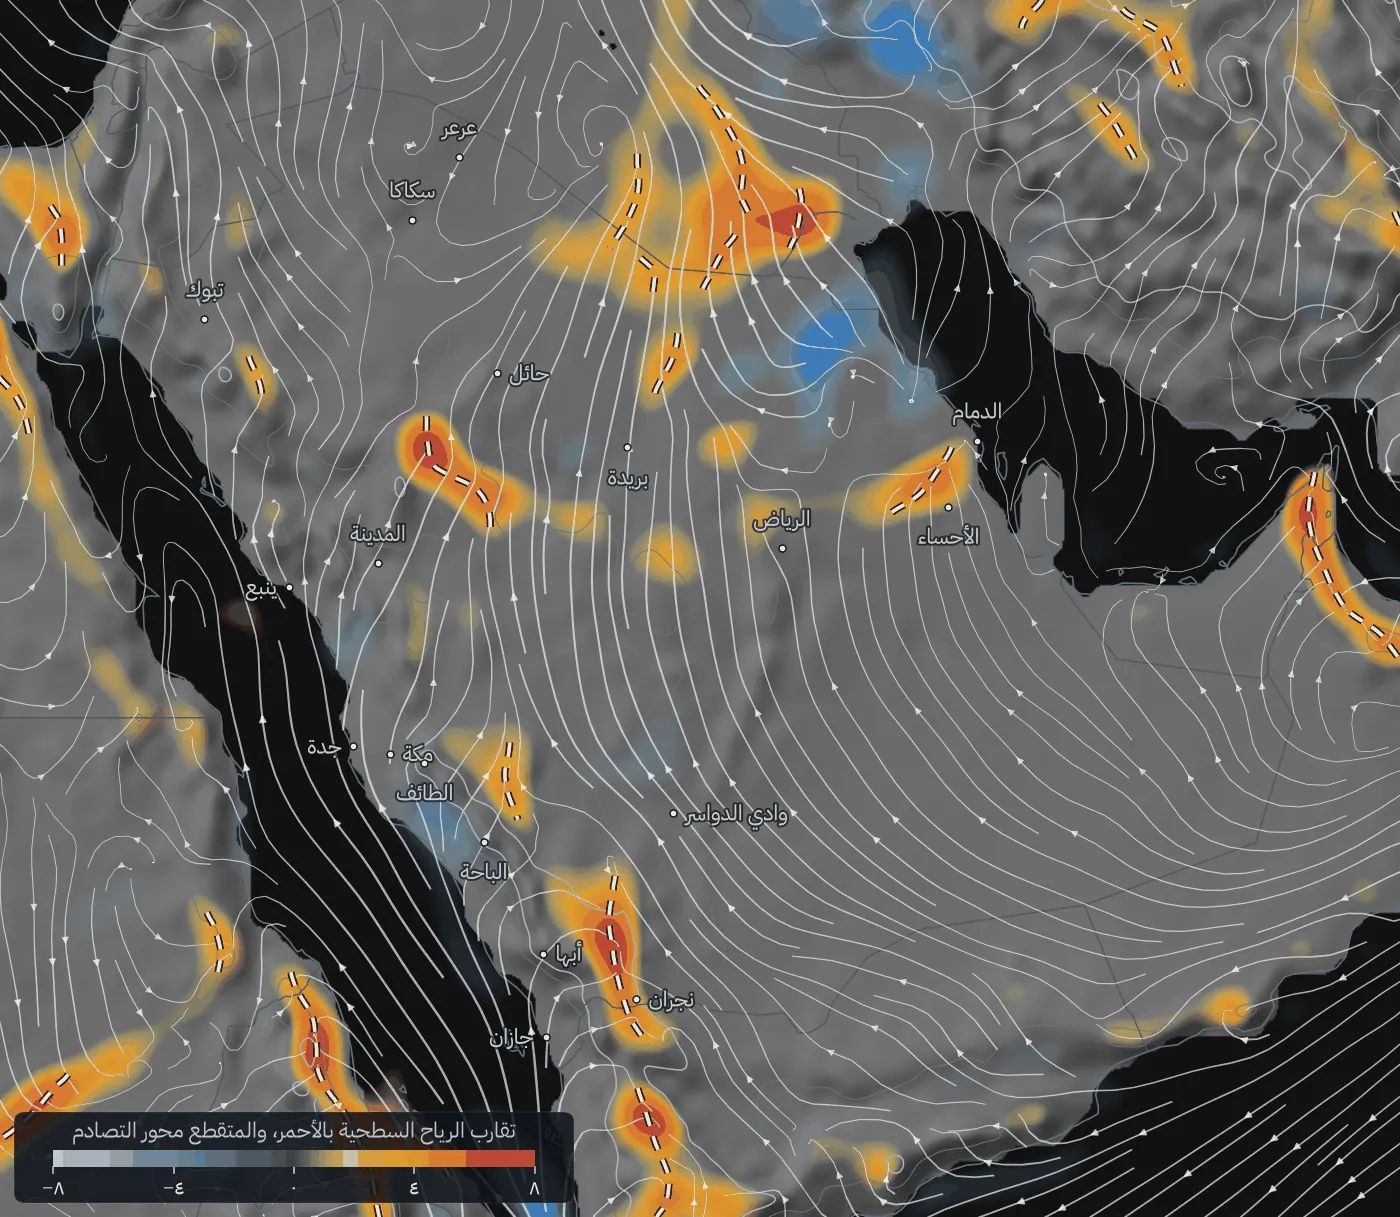 عرعر
سكاكا
تبوك
حائل
الدمام
بريدة
الرياض
الأحساء
المدينة
ينبع
جدة
مكة
الطائف
وادي الدواسر
الباحة
أبها
نجران
جازان
تقارب الرياح السطحية بالأحمر، والمتقطع محور التصادم
−٨ −٤ ٠ ٤ ٨